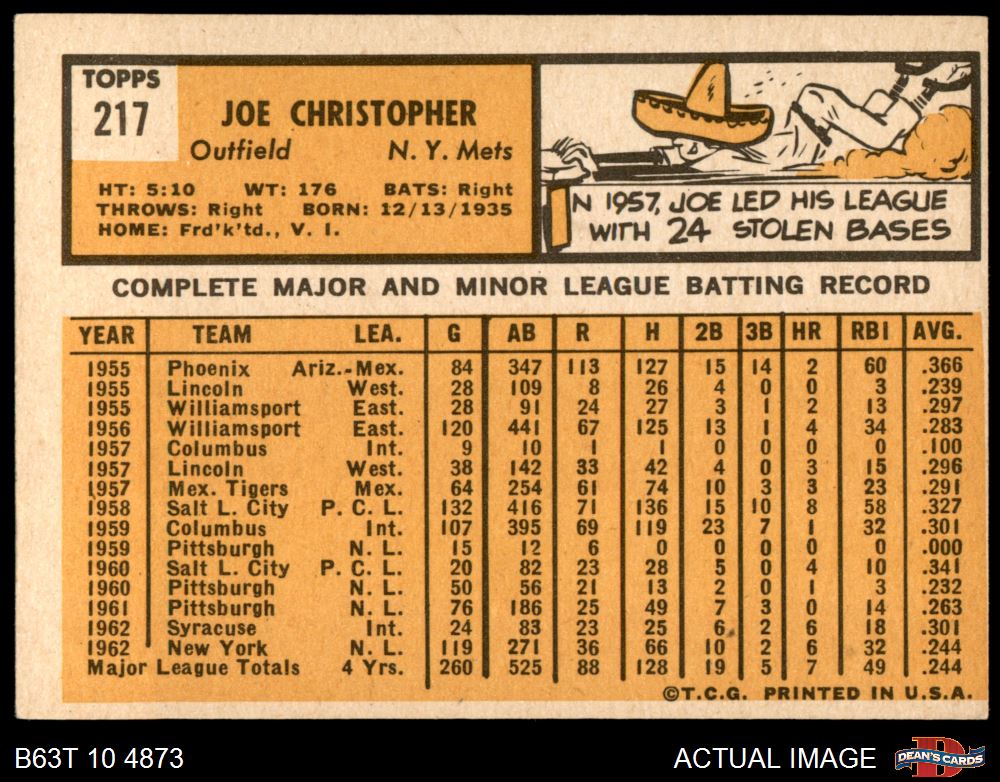 TOPPS
217
JOE CHRISTOPHER
Outfield N. Y. Mets
HT: 5:10 WT: 176 BATS: Right
THROWS: Right BORN: 12/13/1935
HOME: Frd'k'td., V. I.
IN 1957, JOE LED HIS LEAGUE
WITH 24 STOLEN BASES
COMPLETE MAJOR AND MINOR LEAGUE BATTING RECORD
YEAR TEAM LEA. G AB R H 2B 3B HR RBI AVG.
1955 Phoenix Ariz.-Mex. 84 347 113 127 15 14 2 60 .366
1955 Lincoln West. 28 109 8 26 4 0 0 3 .239
1955 Williamsport East. 28 91 24 27 3 1 2 13 .297
1956 Williamsport East. 120 441 67 125 13 1 4 34 .283
1957 Columbus Int. 9 10 1 1 0 0 0 0 .100
1957 Lincoln West. 38 142 33 42 4 0 3 15 .296
1957 Mex. Tigers Mex. 64 254 61 74 10 3 3 23 .291
1958 Salt L. City P. C. L. 132 416 71 136 15 10 8 58 .327
1959 Columbus Int. 107 395 69 119 23 7 1 32 .301
1959 Pittsburgh N. L. 15 12 6 0 0 0 0 0 .000
1960 Salt L. City P. C. L. 20 82 23 28 5 0 4 10 .341
1960 Pittsburgh N. L. 50 56 21 13 2 0 1 3 .232
1961 Pittsburgh N. L. 76 186 25 49 7 3 0 14 .263
1962 Syracuse Int. 24 83 23 25 6 2 6 18 .301
1962 New York N. L. 119 271 36 66 10 2 6 32 .244
Major League Totals 4 Yrs. 260 525 88 128 19 5 7 49 .244
©T.C.G. PRINTED IN U.S.A.
B63T 10 4873 ACTUAL IMAGE D DEAN'S CARDS